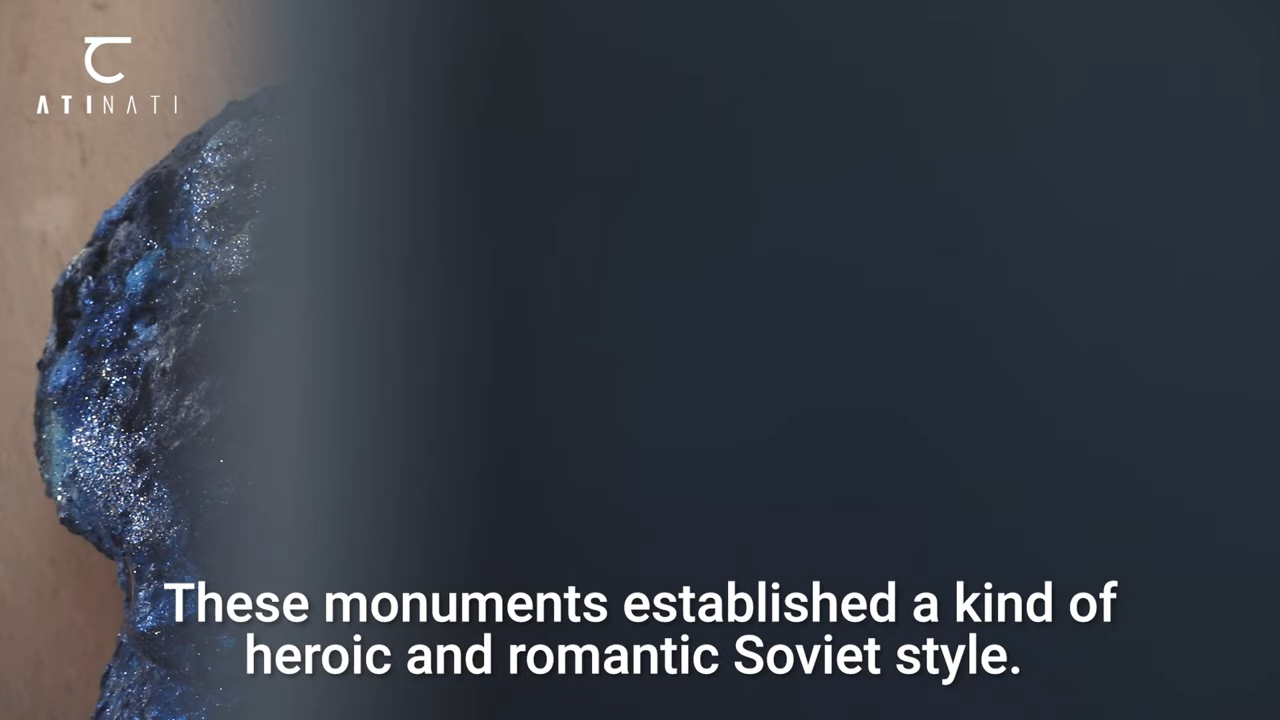 ATINATI
These monuments established a kind of
heroic and romantic Soviet style.